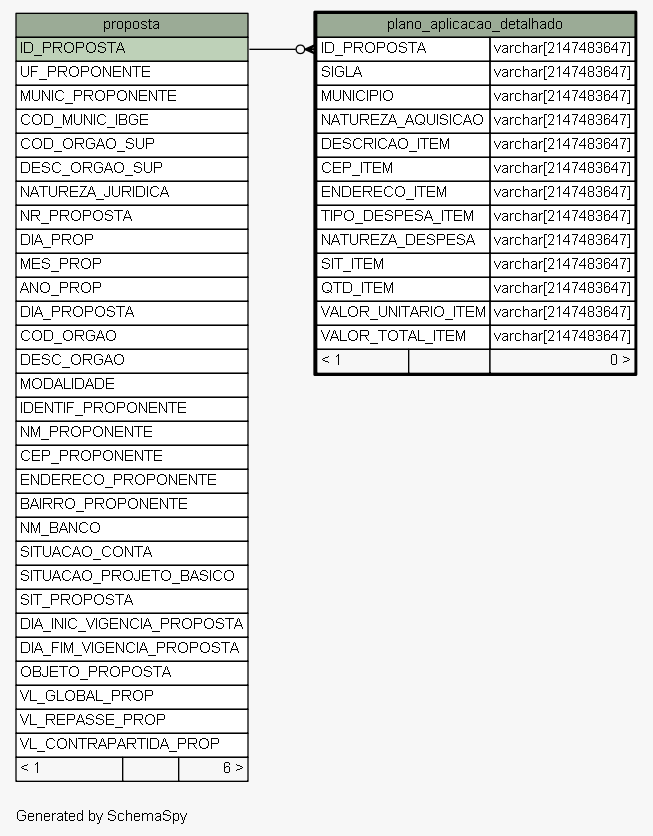 proposta
ID_PROPOSTA
UF_PROPONENTE
MUNIC_PROPONENTE
COD_MUNIC_IBGE
COD_ORGAO_SUP
DESC_ORGAO_SUP
NATUREZA_JURIDICA
NR_PROPOSTA
DIA_PROP
MES_PROP
ANO_PROP
DIA_PROPOSTA
COD_ORGAO
DESC_ORGAO
MODALIDADE
IDENTIF_PROPONENTE
NM_PROPONENTE
CEP_PROPONENTE
ENDERECO_PROPONENTE
BAIRRO_PROPONENTE
NM_BANCO
SITUACAO_CONTA
SITUACAO_PROJETO_BASICO
SIT_PROPOSTA
DIA_INIC_VIGENCIA_PROPOSTA
DIA_FIM_VIGENCIA_PROPOSTA
OBJETO_PROPOSTA
VL_GLOBAL_PROP
VL_REPASSE_PROP
VL_CONTRAPARTIDA_PROP
< 1 6 >
plano_aplicacao_detalhado
ID_PROPOSTA varchar[2147483647]
SIGLA varchar[2147483647]
MUNICIPIO varchar[2147483647]
NATUREZA_AQUISICAO varchar[2147483647]
DESCRICAO_ITEM varchar[2147483647]
CEP_ITEM varchar[2147483647]
ENDERECO_ITEM varchar[2147483647]
TIPO_DESPESA_ITEM varchar[2147483647]
NATUREZA_DESPESA varchar[2147483647]
SIT_ITEM varchar[2147483647]
QTD_ITEM varchar[2147483647]
VALOR_UNITARIO_ITEM varchar[2147483647]
VALOR_TOTAL_ITEM varchar[2147483647]
< 1 0 >
Generated by SchemaSpy